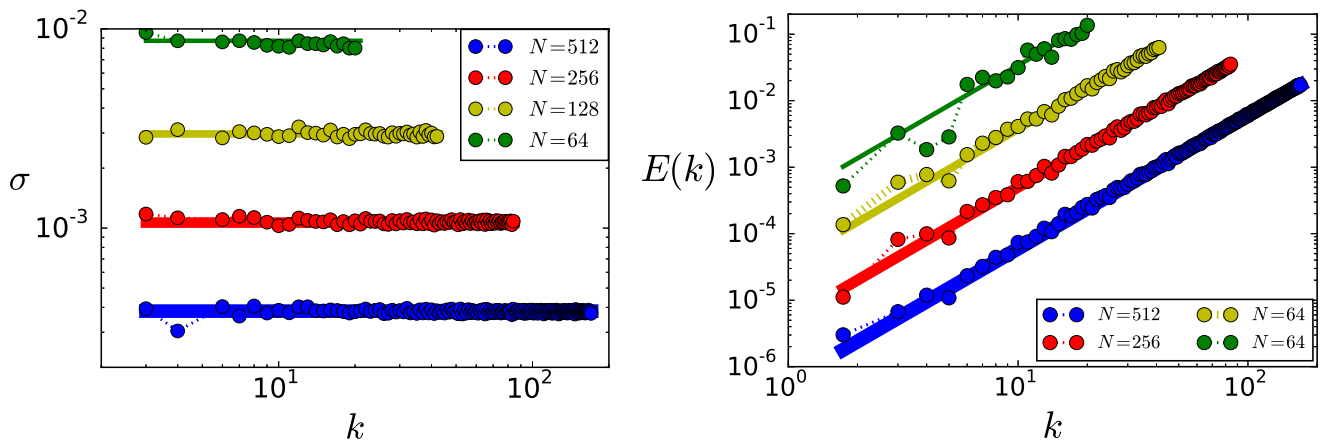 10^{-2}
10^{-3}
σ
10^1
10^2
k
N=512
N=256
N=128
N=64
10^{-1}
10^{-2}
10^{-3}
10^{-4}
10^{-5}
10^{-6}
E(k)
10^0
10^1
10^2
k
N=512
N=256
N=64
N=64